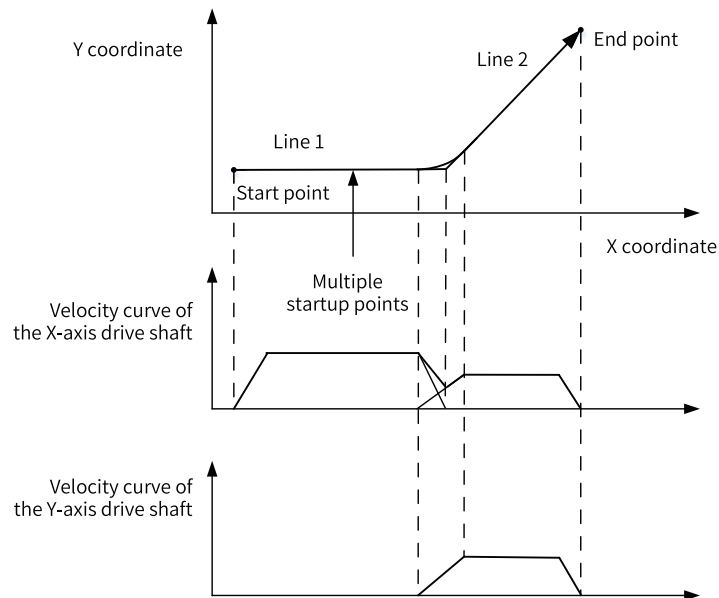 Y coordinate
End point
Line 2
Line 1
Start point
X coordinate
Multiple
startup points
Velocity curve of
the X-axis drive shaft
Velocity curve of
the Y-axis drive shaft